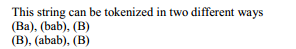 This string can be tokenized in two different ways
(Ba), (bab), (B)
(B), (abab), (B)